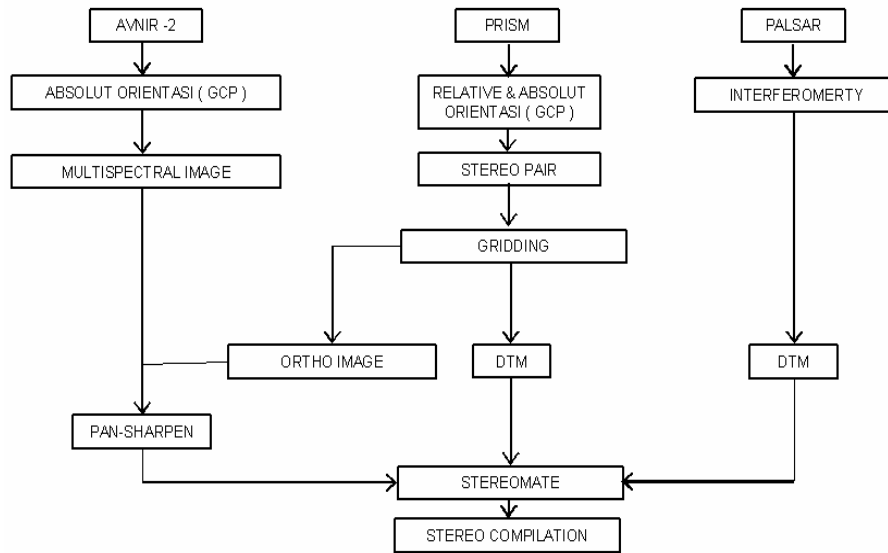 AVNIR -2
PRISM
PALSAR
ABSOLUT ORIENTASI ( GCP )
RELATIVE & ABSOLUT
ORIENTASI ( GCP )
INTERFEROMERTY
MULTISPECTRAL IMAGE
STEREO PAIR
GRIDDING
ORTHO IMAGE
DTM
DTM
PAN-SHARPEN
STEREOMATE
STEREO COMPILATION